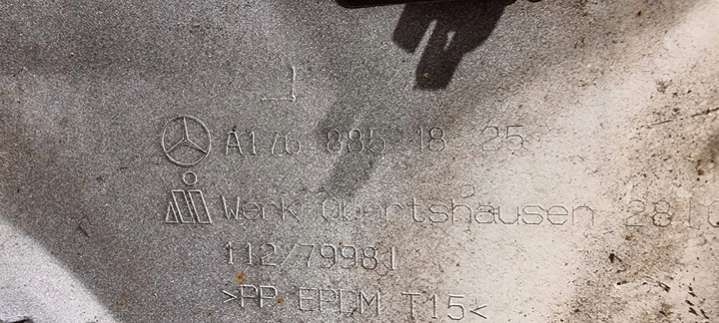 A176 885 18 25
Werk Obertshausen 2810
112/79981
>PP EPDM T15<